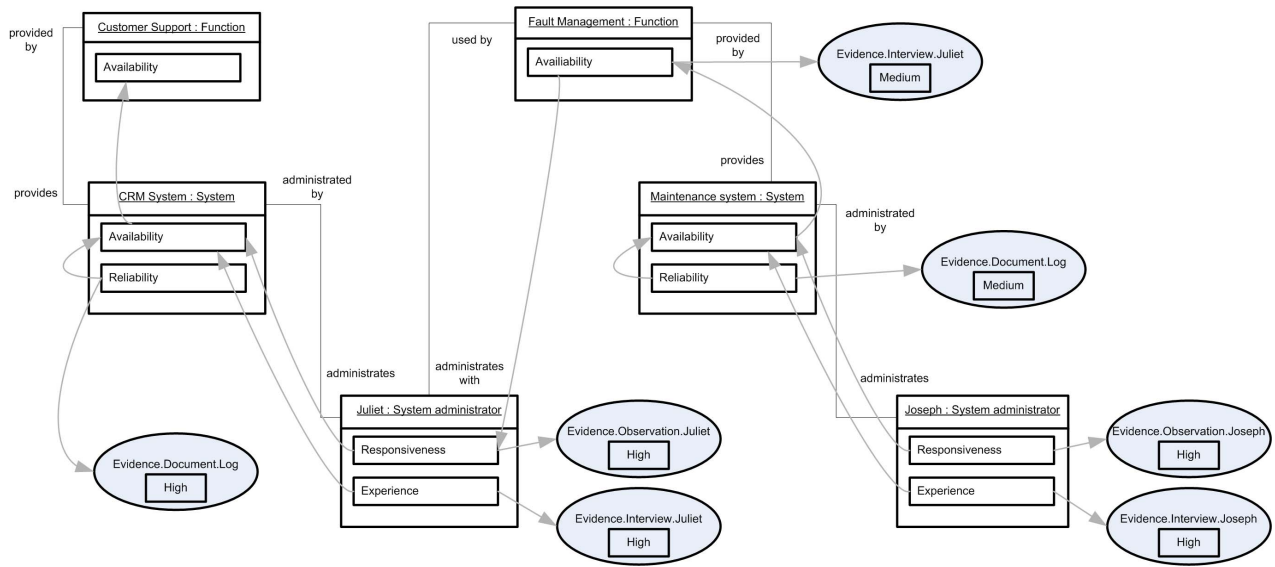 provided
by
Customer Support : Function
Availability
used by
Fault Management : Function
Availability
provided
by
Evidence.Interview.Juliet
Medium
provides
CRM System : System
Availability
Reliability
administrated
by
provides
Maintenance system : System
Availability
Reliability
administrated
by
Evidence.Document.Log
Medium
administrates
administrates
with
administrates
Evidence.Document.Log
High
Juliet : System administrator
Responsiveness
Experience
Evidence.Observation.Juliet
High
Evidence.Interview.Juliet
High
Joseph : System administrator
Responsiveness
Experience
Evidence.Observation.Joseph
High
Evidence.Interview.Joseph
High